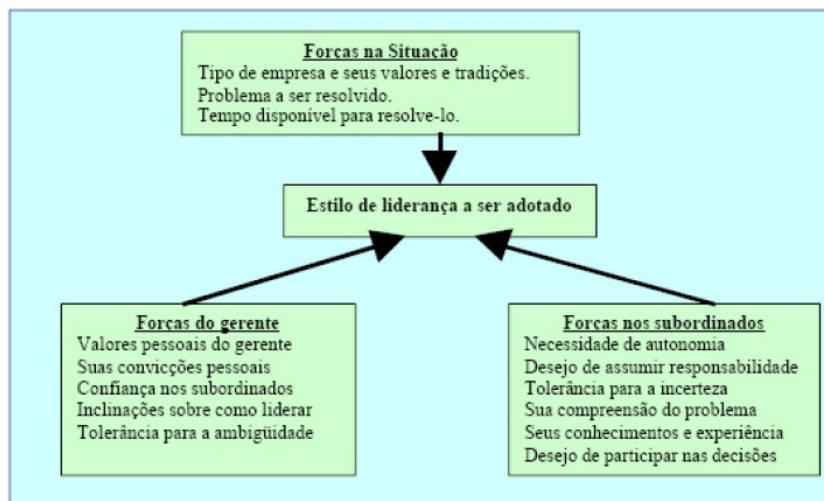 Forças na Situação
Tipo de empresa e seus valores e tradições.
Problema a ser resolvido.
Tempo disponível para resolve-lo.
Estilo de liderança a ser adotado
Forças do gerente
Valores pessoais do gerente
Suas convicções pessoais
Confiança nos subordinados
Inclinações sobre como liderar
Tolerância para a ambigüidade
Forças nos subordinados
Necessidade de autonomia
Desejo de assumir responsabilidade
Tolerância para a incerteza
Sua compreensão do problema
Seus conhecimentos e experiência
Desejo de participar nas decisões